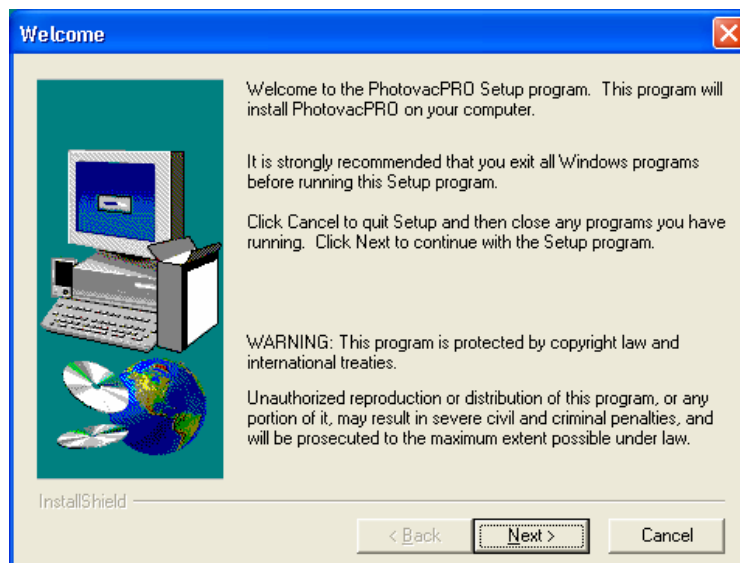 Welcome
Welcome to the PhotovacPRO Setup program.  This program will
install PhotovacPRO on your computer.
It is strongly recommended that you exit all Windows programs
before running this Setup program.
Click Cancel to quit Setup and then close any programs you have
running.  Click Next to continue with the Setup program.
WARNING: This program is protected by copyright law and
international treaties.
Unauthorized reproduction or distribution of this program, or any
portion of it, may result in severe civil and criminal penalties, and
will be prosecuted to the maximum extent possible under law.
InstallShield
< Back
Next >
Cancel